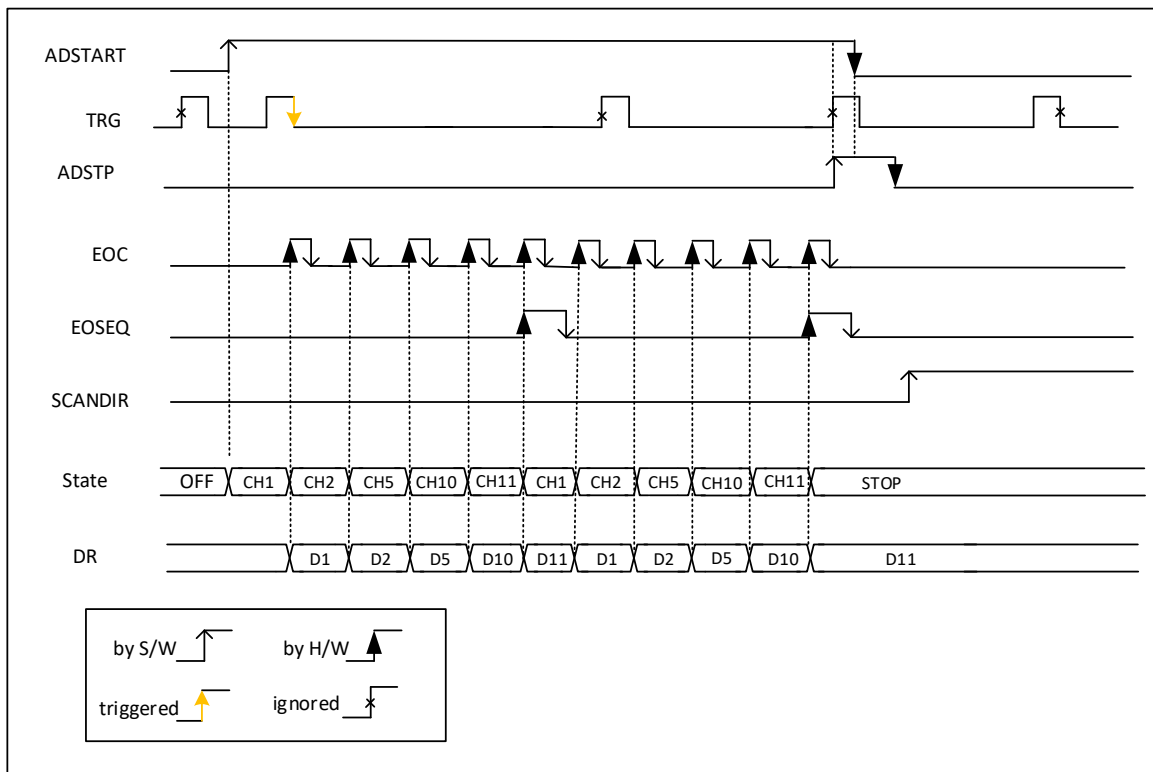 ADSTART
TRG
ADSTP
EOC
EOSEQ
SCANDIR
State OFF CH1 CH2 CH5 CH10 CH11 CH1 CH2 CH5 CH10 CH11 STOP
DR D1 D2 D5 D10 D11 D1 D2 D5 D10 D11
by S/W by H/W
triggered ignored